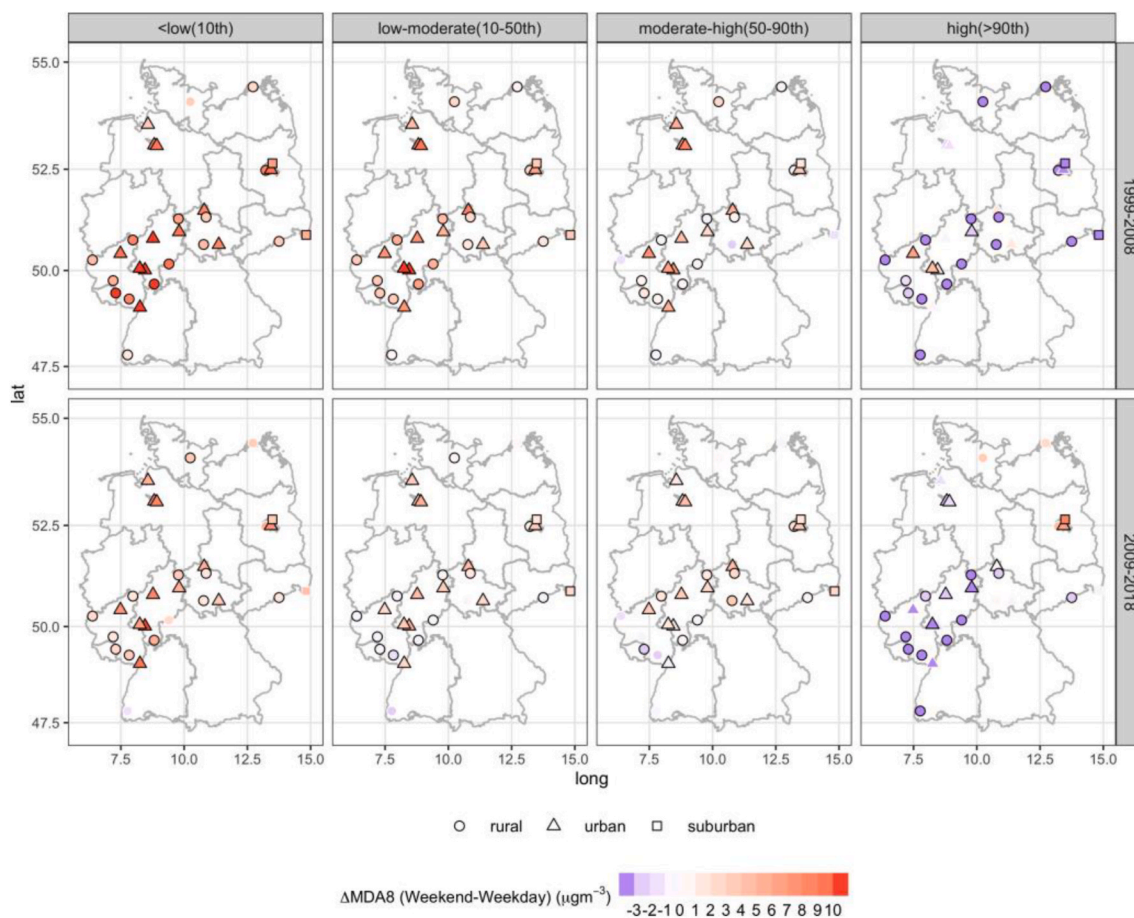 <low(10th) low-moderate(10-50th) moderate-high(50-90th) high(>90th)
55.0
52.5
50.0
47.5
1999-2008
lat
55.0
52.5
50.0
47.5
2009-2018
7.5 10.0 12.5 15.0 7.5 10.0 12.5 15.0 7.5 10.0 12.5 15.0 7.5 10.0 12.5 15.0
long
rural urban suburban
ΔMDA8 (Weekend-Weekday) (μgm⁻³)
-3-2-1 0 1 2 3 4 5 6 7 8 9 10